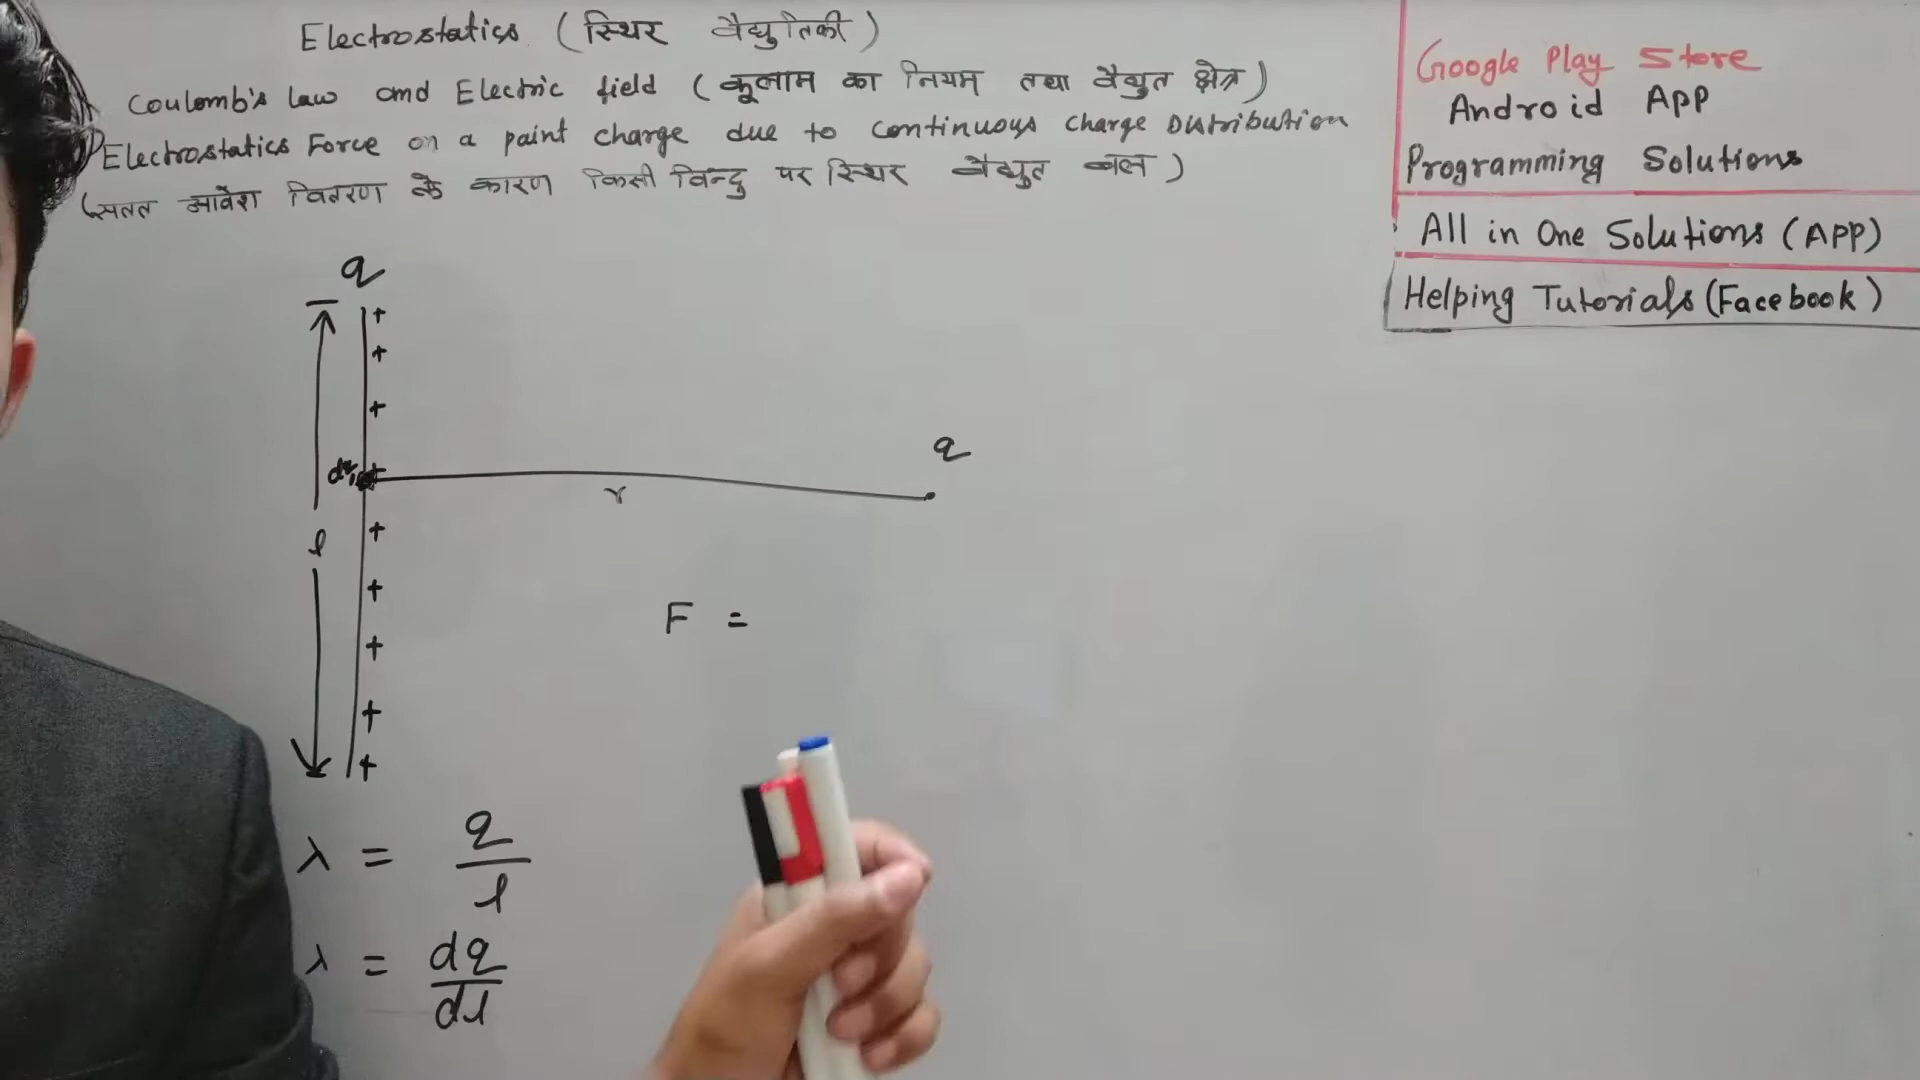 Electrostatics (स्थिर वैद्युतिकी)
Coulomb's law and Electric field (कूलाम का नियम तथा वैद्युत क्षेत्र)
Electrostatics Force on a paint charge due to continuous charge Distribution
(सतत आवेश वितरण के कारण किसी बिन्दु पर स्थिर वैद्युत बल)
Google Play Store
Android App
Programming Solutions
All in One Solutions (APP)
Helping Tutorials (Facebook)
q
+
+
+
q
dq +
r
+
l
+
F =
+
+
+
λ = q/l
λ = dq/dl